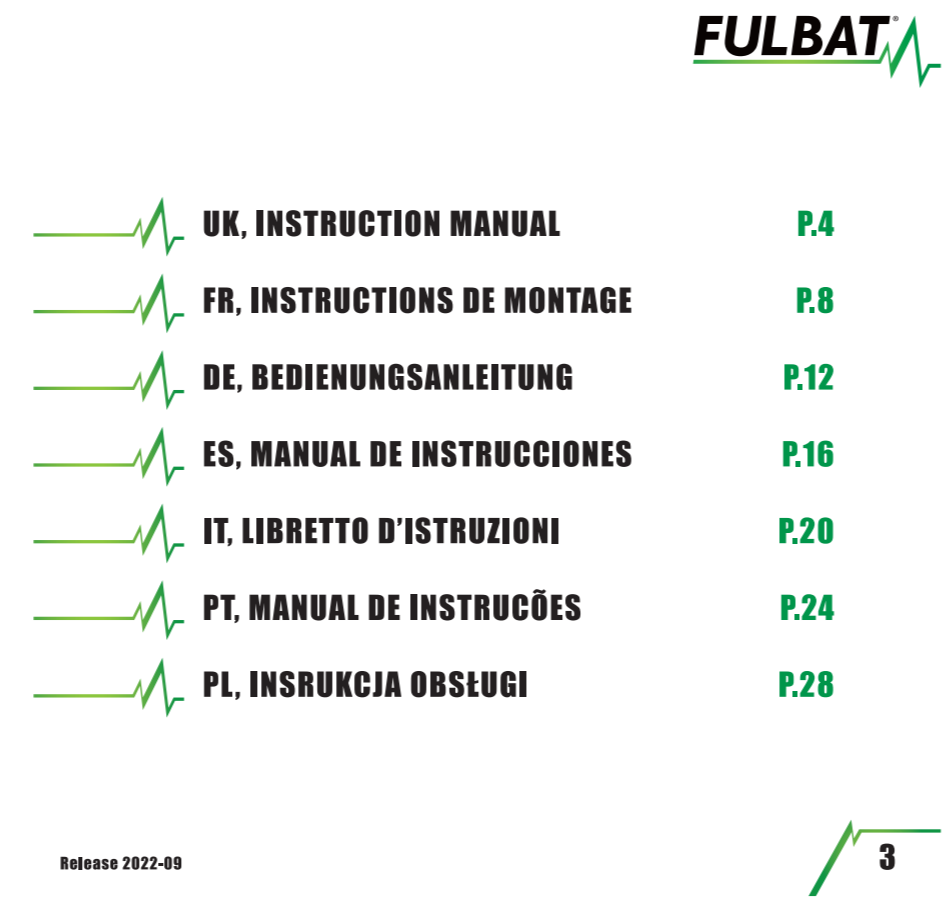 FULBAT®
UK, INSTRUCTION MANUAL P.4
FR, INSTRUCTIONS DE MONTAGE P.8
DE, BEDIENUNGSANLEITUNG P.12
ES, MANUAL DE INSTRUCCIONES P.16
IT, LIBRETTO D’ISTRUZIONI P.20
PT, MANUAL DE INSTRUCÕES P.24
PL, INSRUKCJA OBSŁUGI P.28
Release 2022-09
3